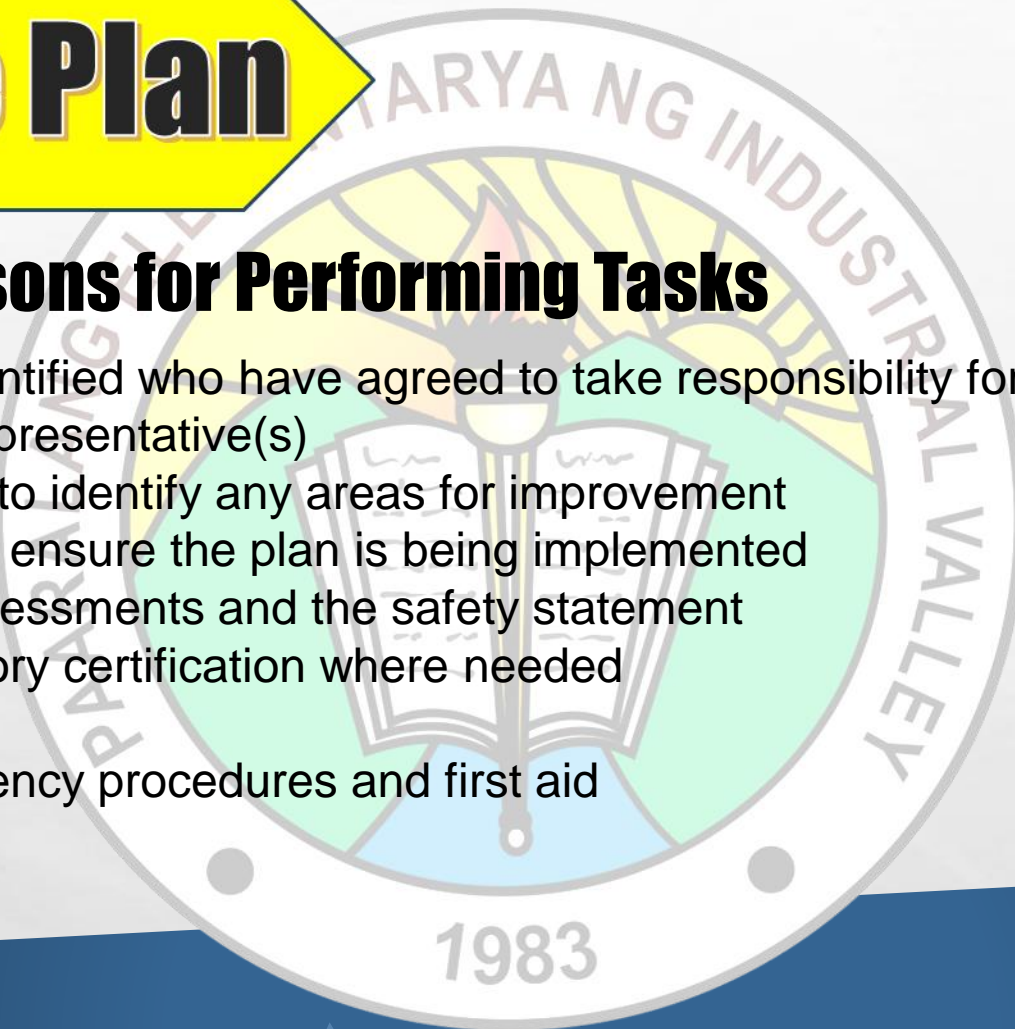 Plan
sons for Performing Tasks
ntified who have agreed to take responsibility for
presentative(s)
to identify any areas for improvement
ensure the plan is being implemented
essments and the safety statement
ory certification where needed
ency procedures and first aid
PAARALANG ELEMENTARYA NG INDUSTRIAL VALLEY
1983